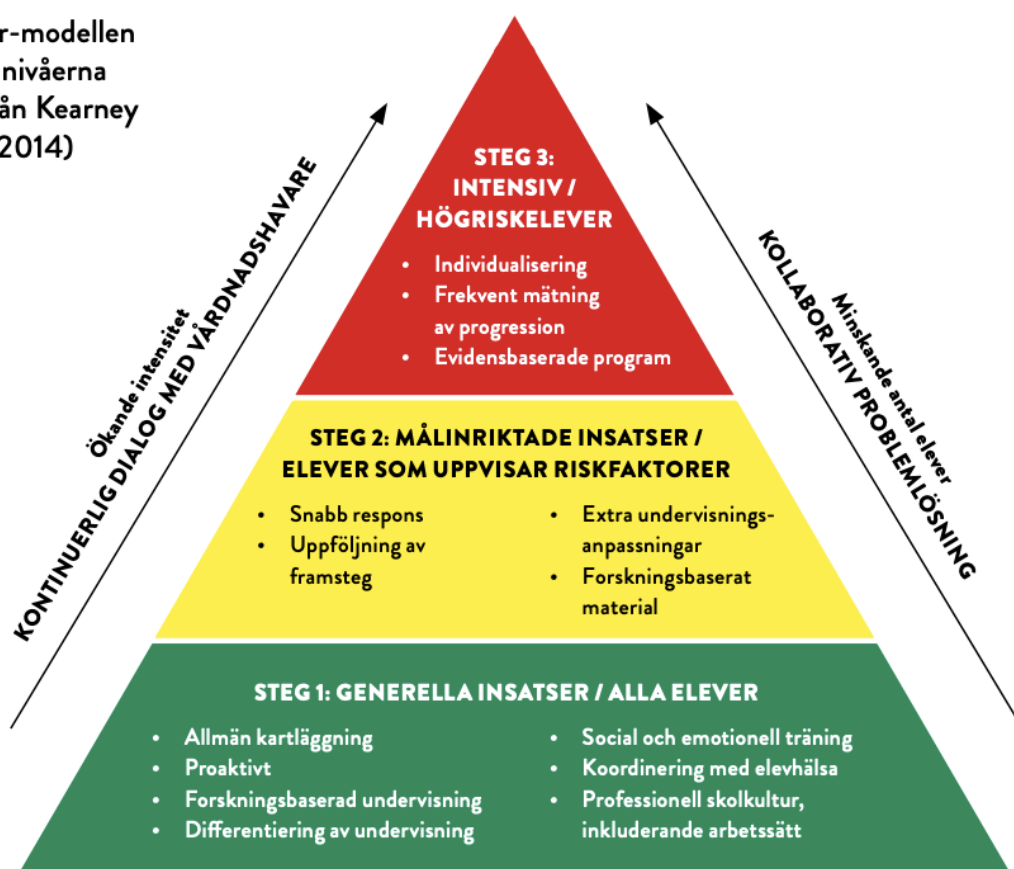 r-modellen
nivåerna
ån Kearney
2014)
Ökande intensitet
KONTINUERLIG DIALOG MED VÅRDNADSHAVARE
Minskande antal elever
KOLLABORATIV PROBLEMLÖSNING
STEG 3:
INTENSIV /
HÖGRISKELEVER
• Individualisering
• Frekvent mätning
av progression
• Evidensbaserade program
STEG 2: MÅLINRIKTADE INSATSER /
ELEVER SOM UPPVISAR RISKFAKTORER
• Snabb respons
• Uppföljning av
framsteg
• Extra undervisnings-
anpassningar
• Forskningsbaserat
material
STEG 1: GENERELLA INSATSER / ALLA ELEVER
• Allmän kartläggning
• Proaktivt
• Forskningsbaserad undervisning
• Differentiering av undervisning
• Social och emotionell träning
• Koordinering med elevhälsa
• Professionell skolkultur,
inkluderande arbetssätt